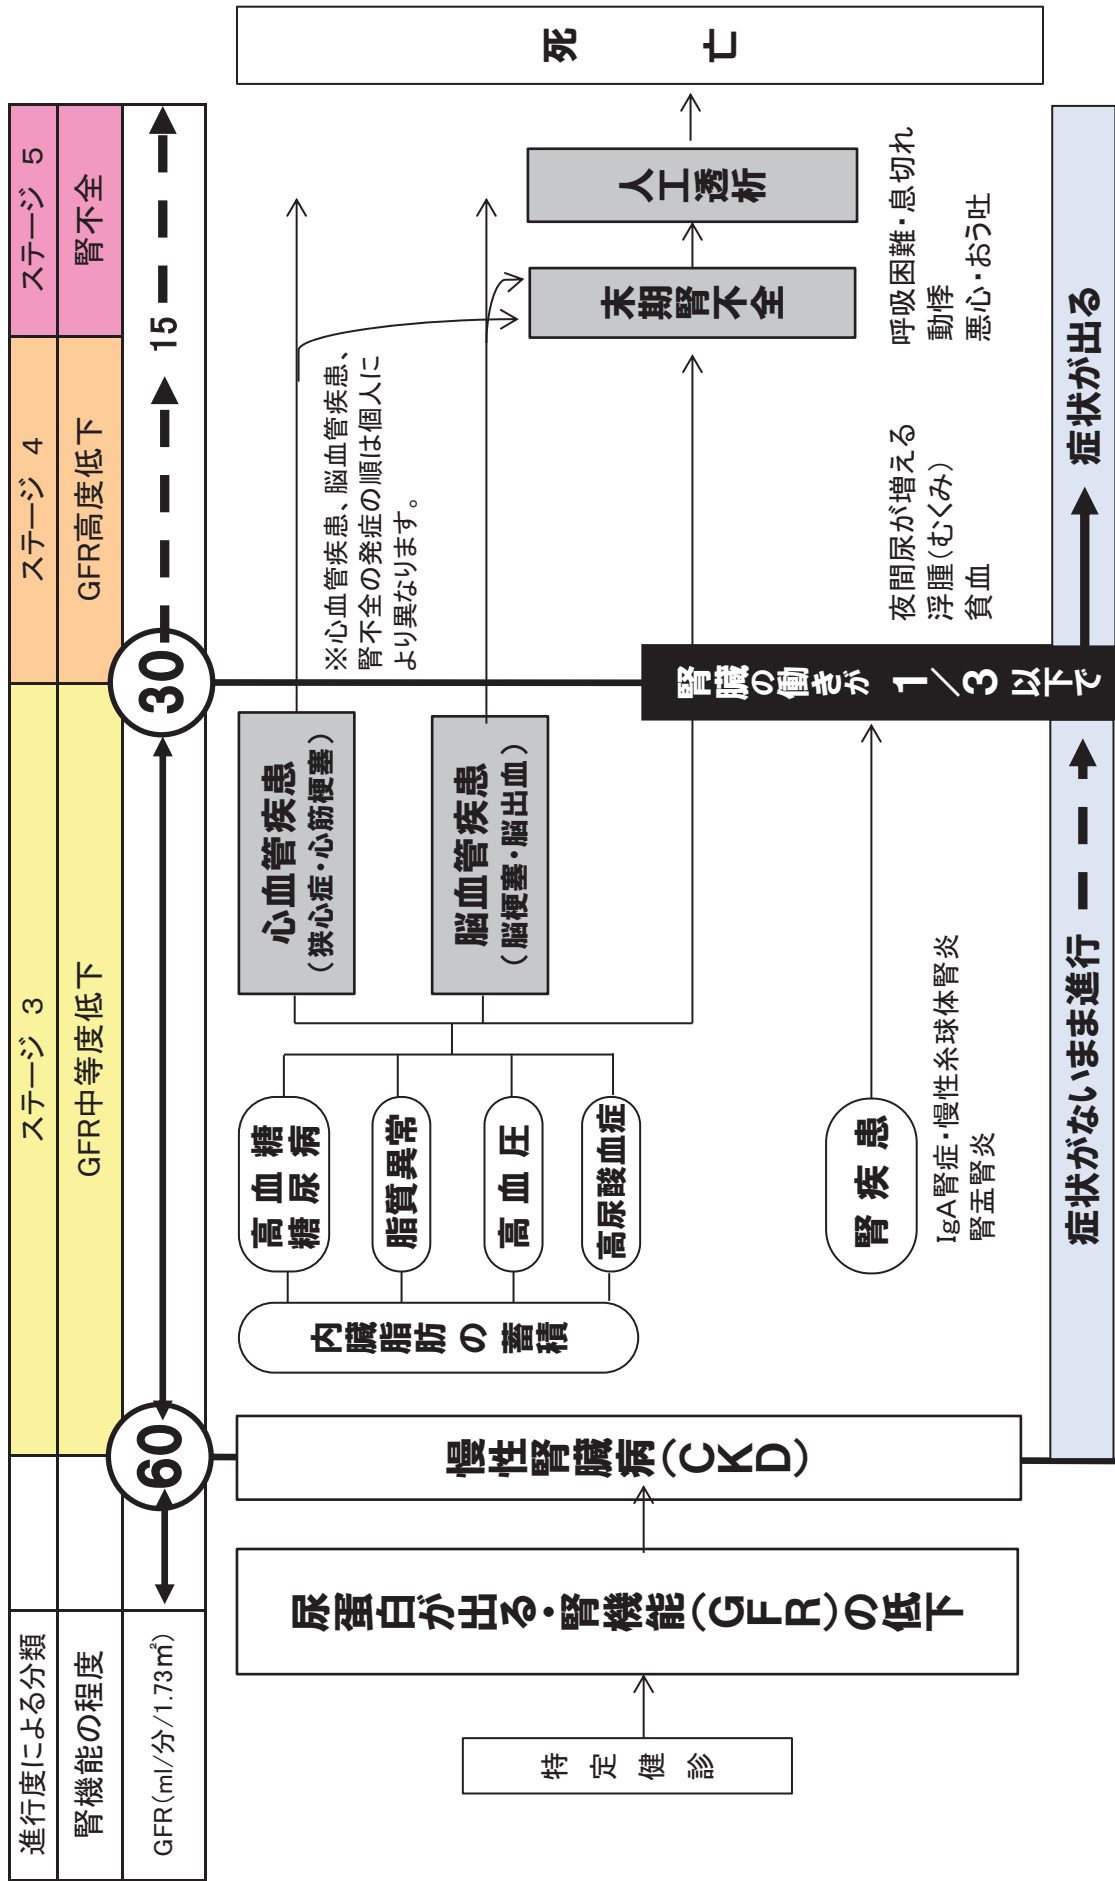 進行度による分類
ステージ 3
ステージ 4
ステージ 5
腎機能の程度
GFR中等度低下
GFR高度低下
腎不全
GFR(ml/分/1.73㎡)
60
30
15
特定健診
尿蛋白が出る・腎機能(GFR)の低下
慢性腎臓病(CKD)
内臓脂肪の蓄積
高血糖
糖尿病
脂質異常
高血圧
高尿酸血症
心血管疾患
(狭心症・心筋梗塞)
脳血管疾患
(脳梗塞・脳出血)
※心血管疾患、脳血管疾患、
腎不全の発症の順は個人に
より異なります。
末期腎不全
人工透析
死亡
腎疾患
IgA腎症・慢性糸球体腎炎
腎盂腎炎
腎臓の働きが 1/3 以下で
夜間尿が増える
浮腫(むくみ)
貧血
呼吸困難・息切れ
動悸
悪心・おう吐
症状がないまま進行
症状が出る